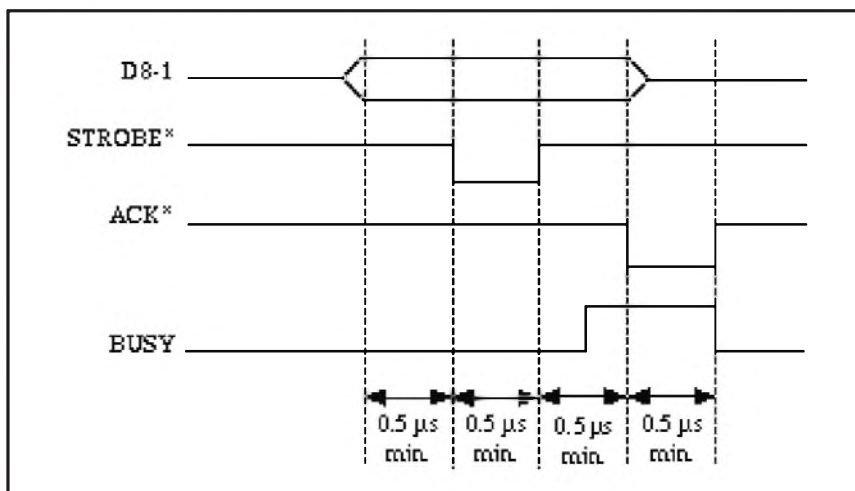 D8-1
STROBE*
ACK*
BUSY
0.5 µs
min.
0.5 µs
min.
0.5 µs
min.
0.5 µs
min.